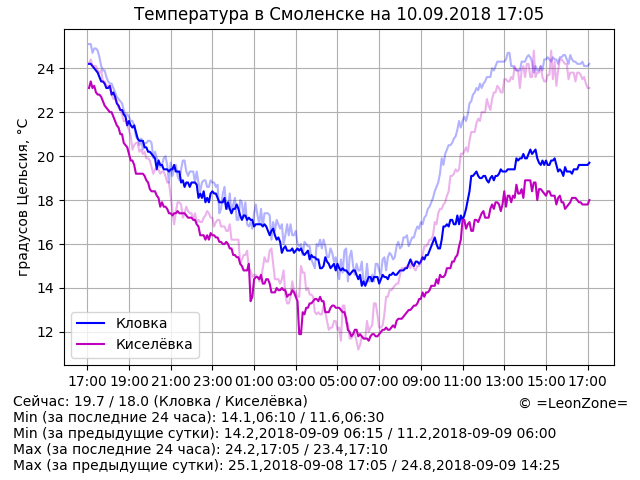 Температура в Смоленске на 10.09.2018 17:05
градусов Цельсия, °C
24
22
20
18
16
14
12
Кловка
Киселёвка
17:00 19:00 21:00 23:00 01:00 03:00 05:00 07:00 09:00 11:00 13:00 15:00 17:00
Сейчас: 19.7 / 18.0 (Кловка / Киселёвка)
© =LeonZone=
Min (за последние 24 часа): 14.1,06:10 / 11.6,06:30
Min (за предыдущие сутки): 14.2,2018-09-09 06:15 / 11.2,2018-09-09 06:00
Max (за последние 24 часа): 24.2,17:05 / 23.4,17:10
Max (за предыдущие сутки): 25.1,2018-09-08 17:05 / 24.8,2018-09-09 14:25